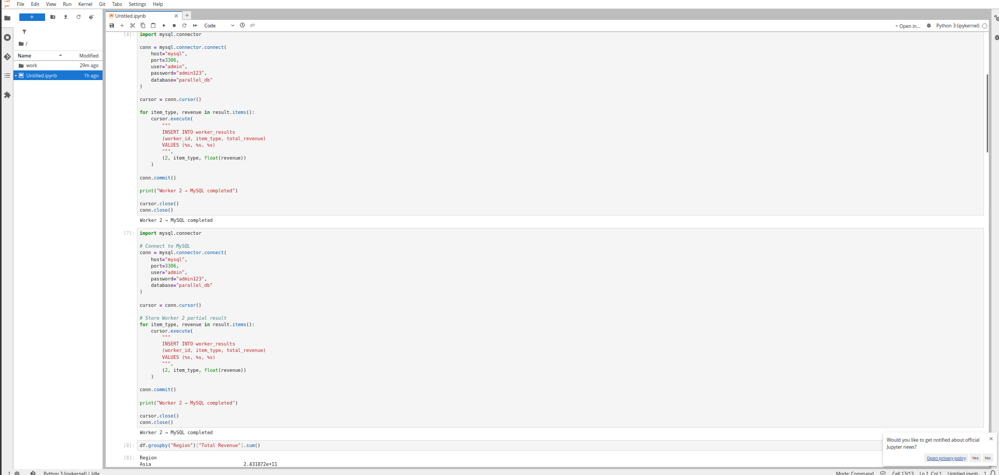 File Edit View Run Kernel Git Tabs Settings Help
+
Untitled.ipynb × +
Code git Open in... Python 3 (ipykernel)
/
Name Modified
work 29m ago
Untitled.ipynb 1h ago
[4]: import mysql.connector
conn = mysql.connector.connect(
    host="mysql",
    port=3306,
    user="admin",
    password="admin123",
    database="parallel_db"
)
cursor = conn.cursor()
for item_type, revenue in result.items():
    cursor.execute(
        """
        INSERT INTO worker_results
        (worker_id, item_type, total_revenue)
        VALUES (%s, %s, %s)
        """,
        (2, item_type, float(revenue))
    )
conn.commit()
print("Worker 2 → MySQL completed")
cursor.close()
conn.close()
Worker 2 → MySQL completed
[7]: import mysql.connector
# Connect to MySQL
conn = mysql.connector.connect(
    host="mysql",
    port=3306,
    user="admin",
    password="admin123",
    database="parallel_db"
)
cursor = conn.cursor()
# Store Worker 2 partial result
for item_type, revenue in result.items():
    cursor.execute(
        """
        INSERT INTO worker_results
        (worker_id, item_type, total_revenue)
        VALUES (%s, %s, %s)
        """,
        (2, item_type, float(revenue))
    )
conn.commit()
print("Worker 2 → MySQL completed")
cursor.close()
conn.close()
Worker 2 → MySQL completed
[8]: df.groupby("Region")["Total Revenue"].sum()
[8]: Region
Asia 2.431872e+11
Would you like to get notified about official
Jupyter news?
Open privacy policy Yes No
1 Python 3 (ipykernel) | Idle Mode: Command Cell 13/13 Ln 1, Col 1 Untitled.ipynb 1